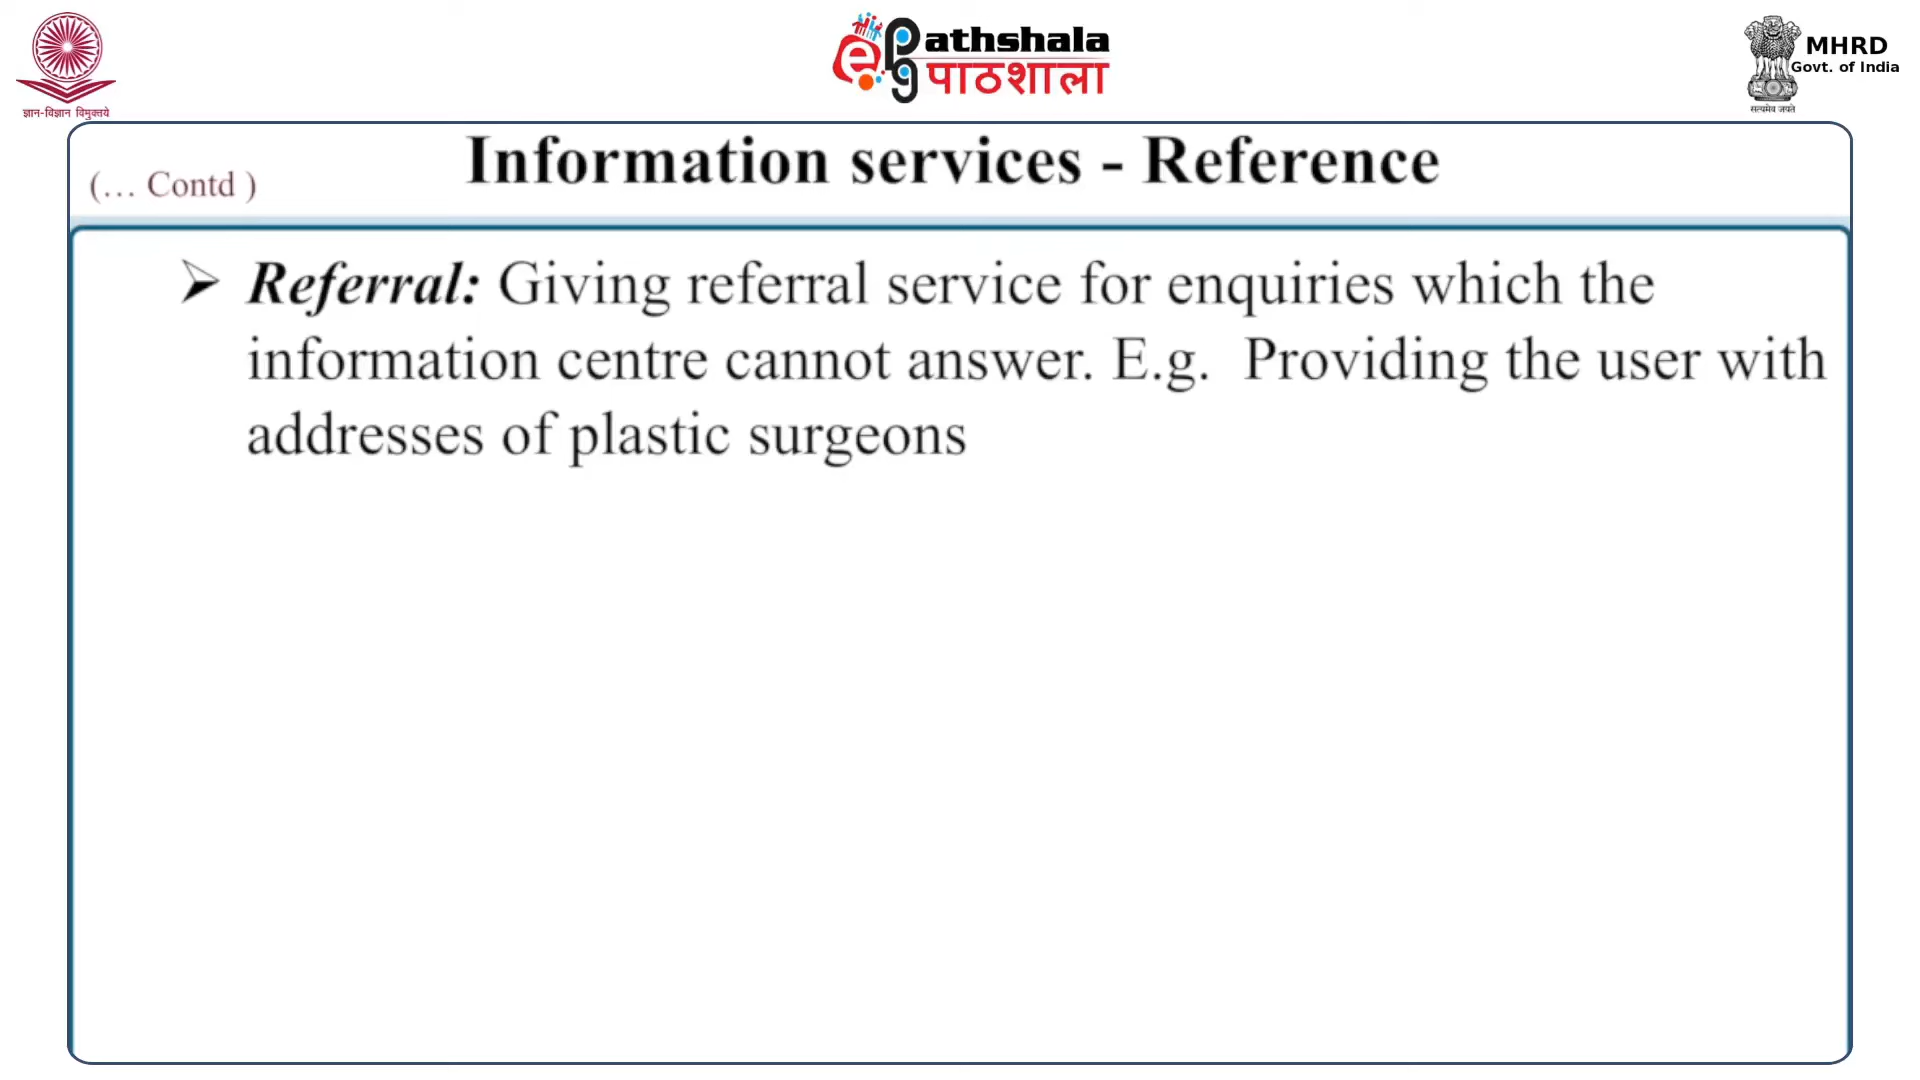 ज्ञान-विज्ञान विमुक्तये
ePathshala
पाठशाला
MHRD
Govt. of India
सत्यमेव जयते
Information services - Reference
(... Contd )
➢ Referral: Giving referral service for enquiries which the
information centre cannot answer. E.g. Providing the user with
addresses of plastic surgeons